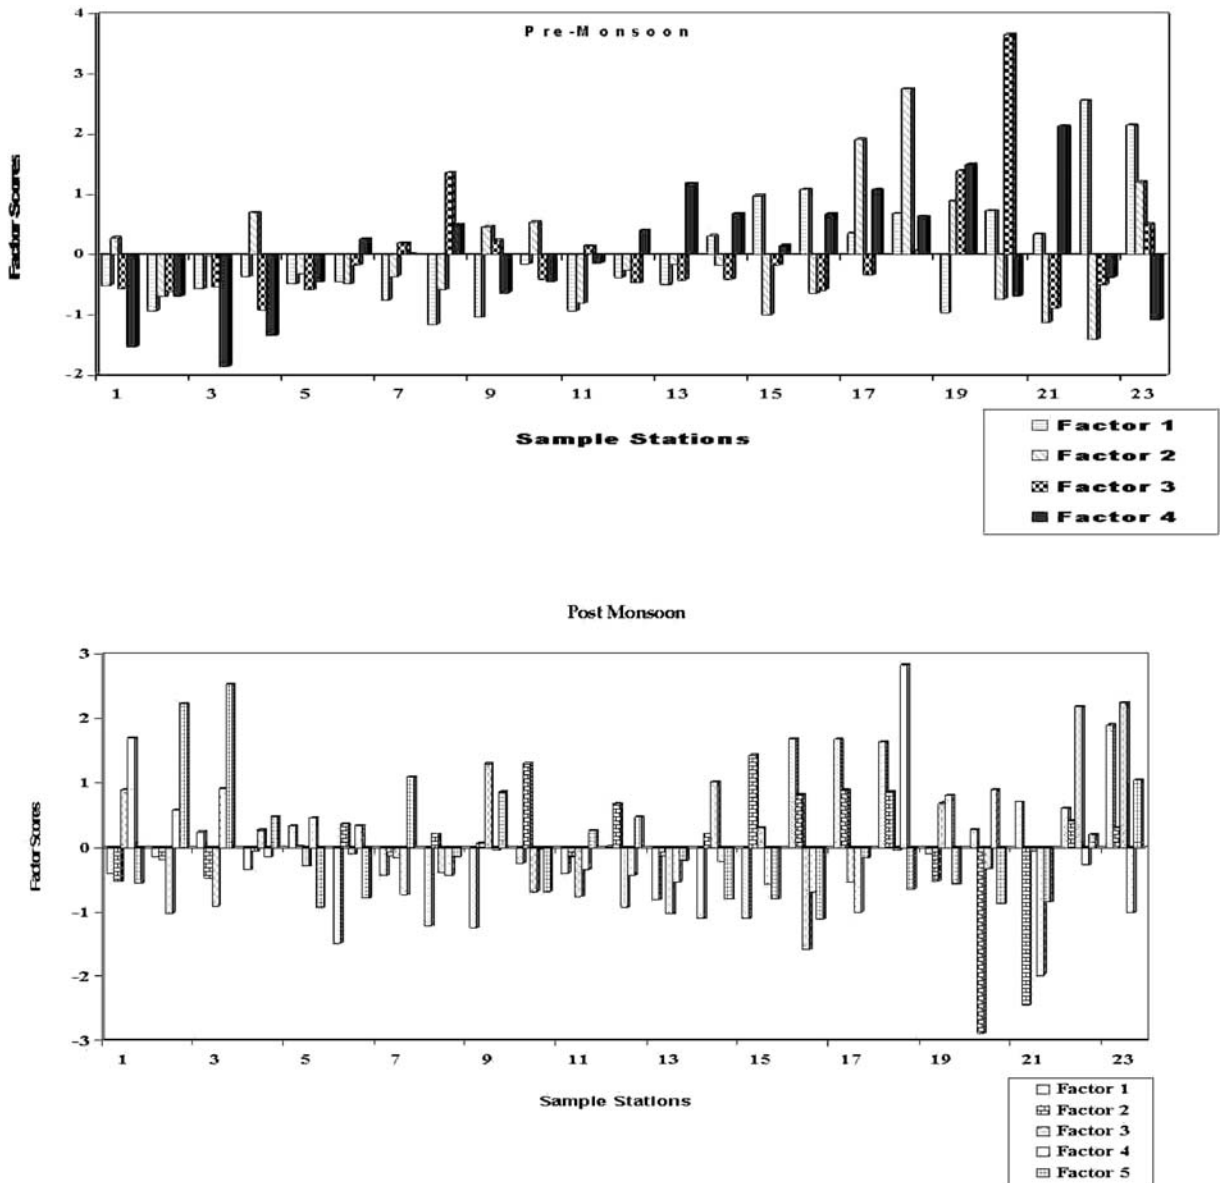 Pre-Monsoon
4
3
2
1
0
-1
-2
Factor Scores
1 3 5 7 9 11 13 15 17 19 21 23
Sample Stations
Factor 1
Factor 2
Factor 3
Factor 4
Post Monsoon
3
2
1
0
-1
-2
-3
Factor Scores
1 3 5 7 9 11 13 15 17 19 21 23
Sample Stations
Factor 1
Factor 2
Factor 3
Factor 4
Factor 5